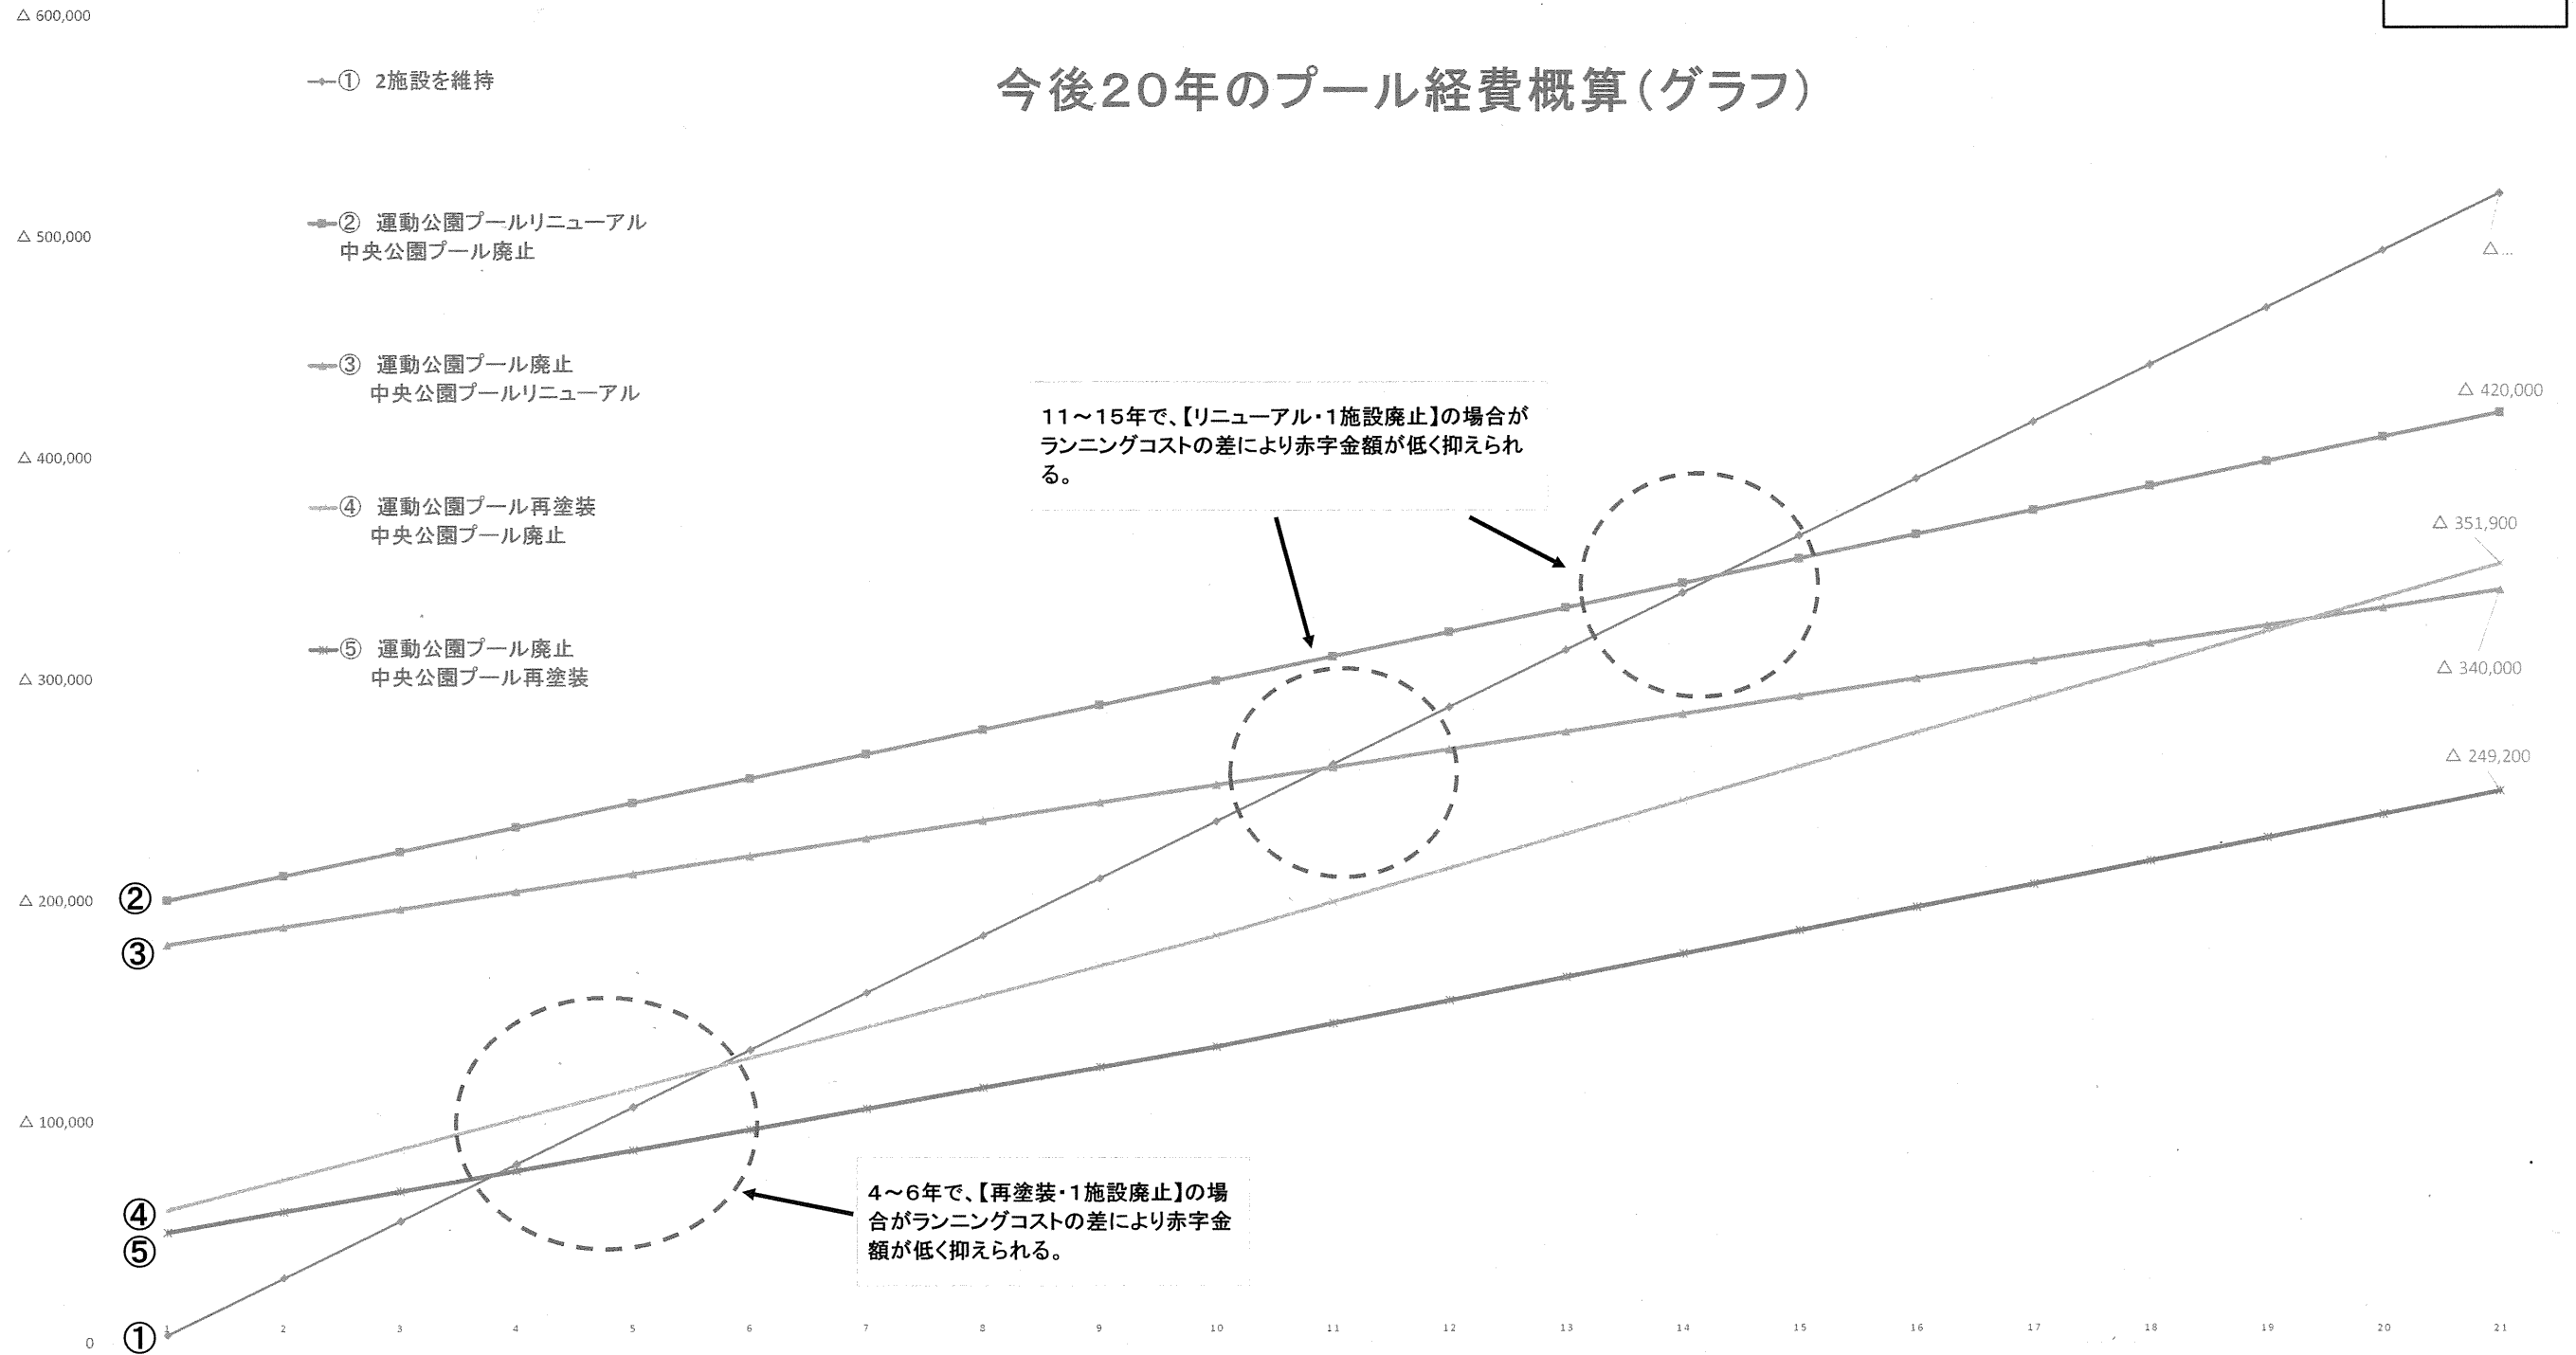 今後20年のプール経費概算(グラフ)
△ 600,000
△ 500,000
△ 400,000
△ 300,000
△ 200,000
△ 100,000
0
① 2施設を維持
② 運動公園プールリニューアル
中央公園プール廃止
③ 運動公園プール廃止
中央公園プールリニューアル
④ 運動公園プール再塗装
中央公園プール廃止
⑤ 運動公園プール廃止
中央公園プール再塗装
11~15年で、【リニューアル・1施設廃止】の場合が
ランニングコストの差により赤字金額が低く抑えられ
る。
4~6年で、【再塗装・1施設廃止】の場
合がランニングコストの差により赤字金
額が低く抑えられる。
△ ...
△ 420,000
△ 351,900
△ 340,000
△ 249,200
②
③
④
⑤
①
1 2 3 4 5 6 7 8 9 10 11 12 13 14 15 16 17 18 19 20 21